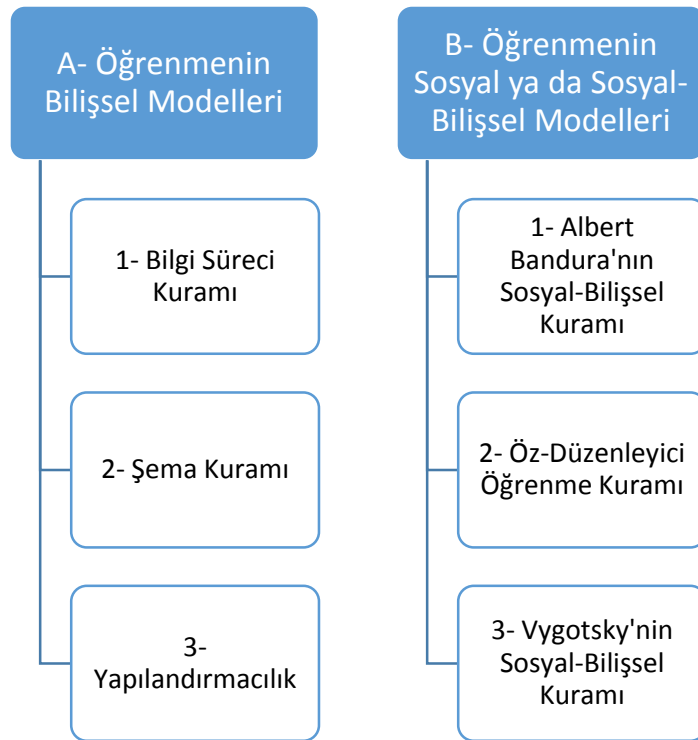 A- Öğrenmenin
Bilişsel Modelleri
1- Bilgi Süreci
Kuramı
2- Şema Kuramı
3-
Yapılandırmacılık
B- Öğrenmenin
Sosyal ya da Sosyal-
Bilişsel Modelleri
1- Albert
Bandura'nın
Sosyal-Bilişsel
Kuramı
2- Öz-Düzenleyici
Öğrenme Kuramı
3- Vygotsky'nin
Sosyal-Bilişsel
Kuramı